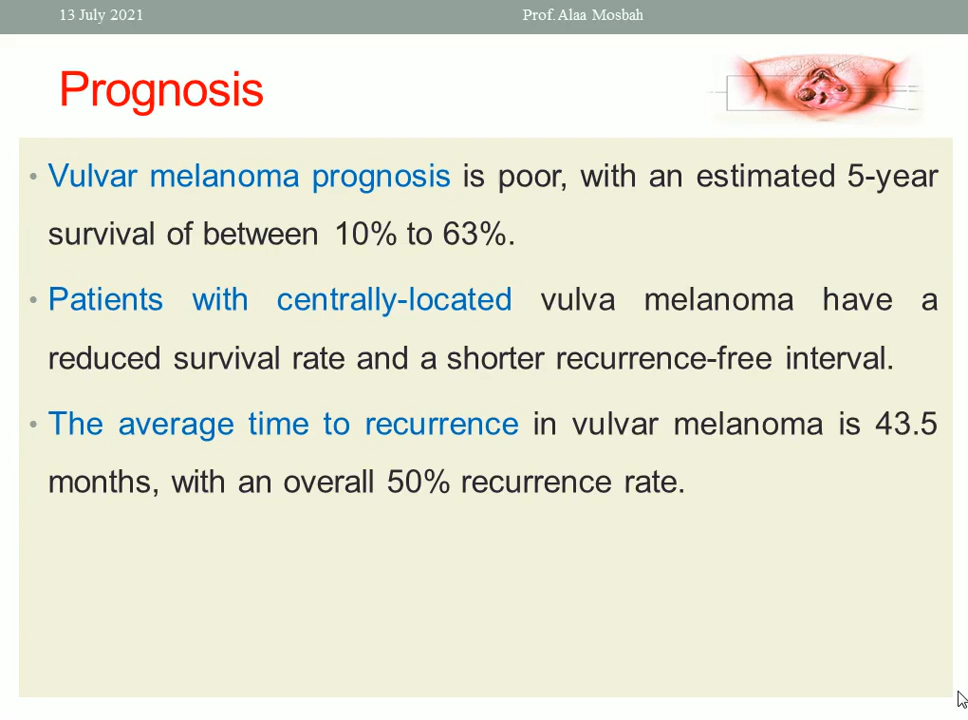 13 July 2021
Prof. Alaa Mosbah
Prognosis
• Vulvar melanoma prognosis is poor, with an estimated 5-year
survival of between 10% to 63%.
• Patients with centrally-located vulva melanoma have a
reduced survival rate and a shorter recurrence-free interval.
• The average time to recurrence in vulvar melanoma is 43.5
months, with an overall 50% recurrence rate.